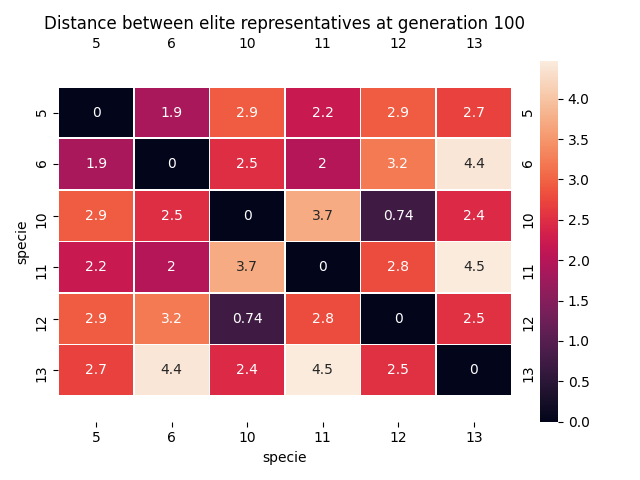 Distance between elite representatives at generation 100
5 6 10 11 12 13
5 0 1.9 2.9 2.2 2.9 2.7 5
6 1.9 0 2.5 2 3.2 4.4 6
10 2.9 2.5 0 3.7 0.74 2.4 10
11 2.2 2 3.7 0 2.8 4.5 11
12 2.9 3.2 0.74 2.8 0 2.5 12
13 2.7 4.4 2.4 4.5 2.5 0 13
specie
5 6 10 11 12 13
specie
4.0
3.5
3.0
2.5
2.0
1.5
1.0
0.5
0.0